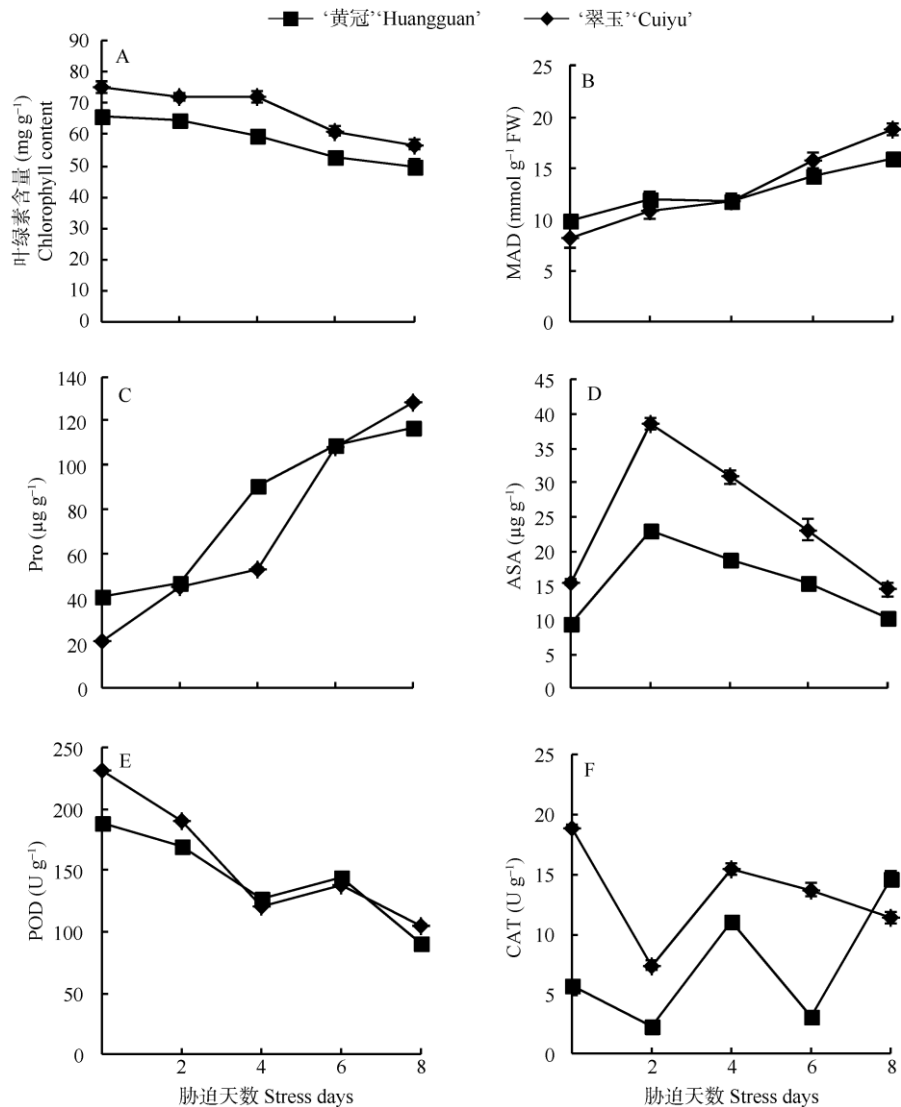 ‘黄冠’‘Huangguan’ ‘翠玉’‘Cuiyu’
A
90
80
70
60
50
40
30
20
10
0
叶绿素含量 (mg g⁻¹)
Chlorophyll content
B
25
20
15
10
5
0
MAD (mmol g⁻¹ FW)
C
140
120
100
80
60
40
20
0
2
4
6
8
Pro (μg g⁻¹)
D
45
40
35
30
25
20
15
10
5
0
ASA (μg g⁻¹)
E
250
200
150
100
50
0
POD (U g⁻¹)
2 4 6 8
胁迫天数 Stress days
F
25
20
15
10
5
0
CAT (U g⁻¹)
2 4 6 8
胁迫天数 Stress days